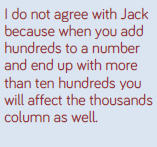 I do not agree with Jack
because when you add
hundreds to a number
and end up with more
than ten hundreds you
will affect the thousands
column as well.